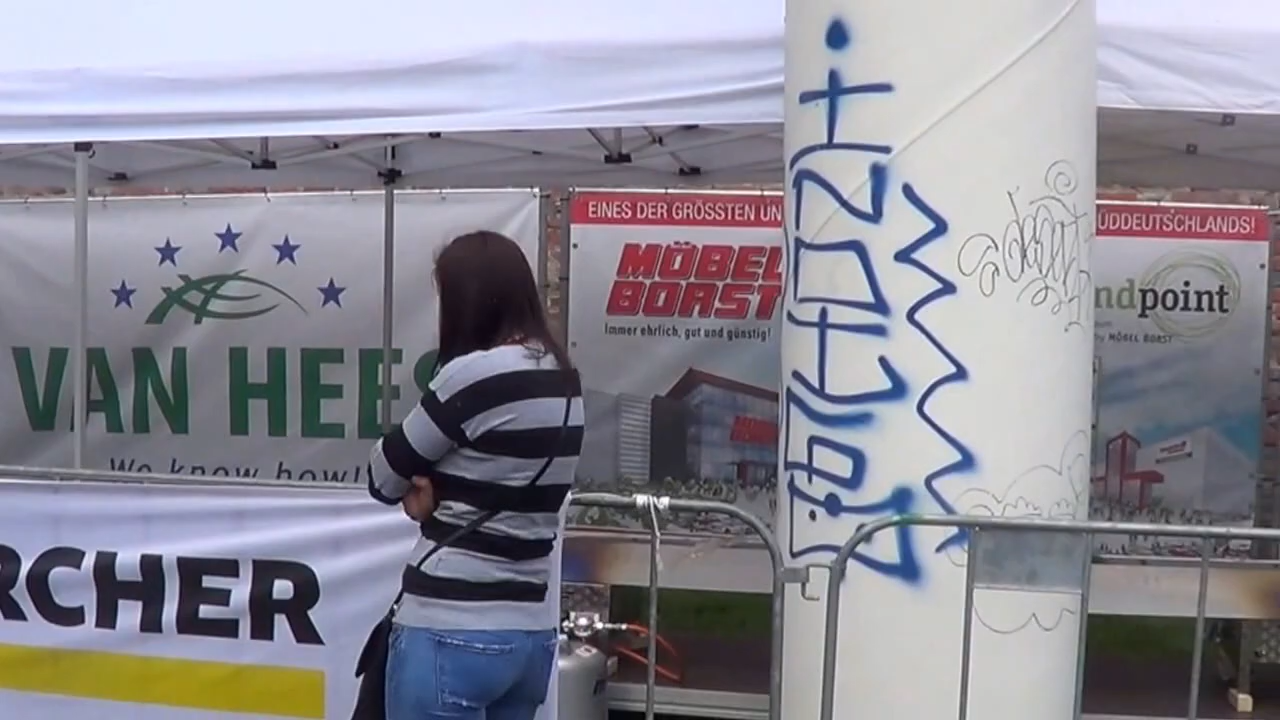 VAN HEES
We know how!
EINES DER GRÖSSTEN UN
MÖBEL
BORST
Immer ehrlich, gut und günstig!
ÜDDEUTSCHLANDS!
ndpoint
by MÖBEL BORST
RCHER